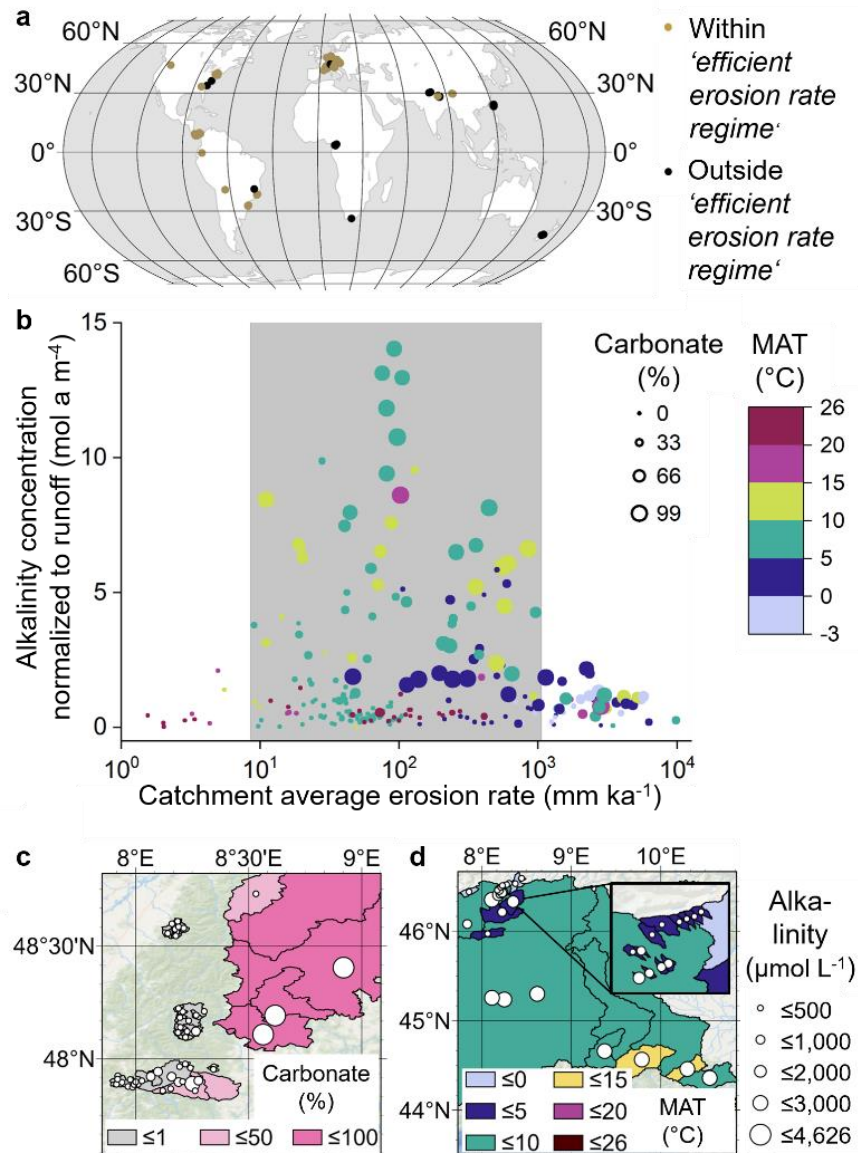 a
60°N
60°N
30°N
30°N
0°
0°
30°S
30°S
60°S
60°S
Within
‘efficient
erosion rate
regime‘
Outside
‘efficient
erosion rate
regime‘
b
Alkalinity concentration
normalized to runoff (mol a m⁻⁴)
15
10
5
0
10⁰
10¹
10²
10³
10⁴
Catchment average erosion rate (mm ka⁻¹)
Carbonate
(%)
0
33
66
99
MAT
(°C)
26
20
15
10
5
0
-3
c
8°E
8°30'E
9°E
48°30'N
48°N
Carbonate
(%)
≤1
≤50
≤100
d
8°E
9°E
10°E
46°N
45°N
44°N
≤0
≤15
≤5
≤20
≤10
≤26
MAT
(°C)
Alka-
linity
(µmol L⁻¹)
≤500
≤1,000
≤2,000
≤3,000
≤4,626